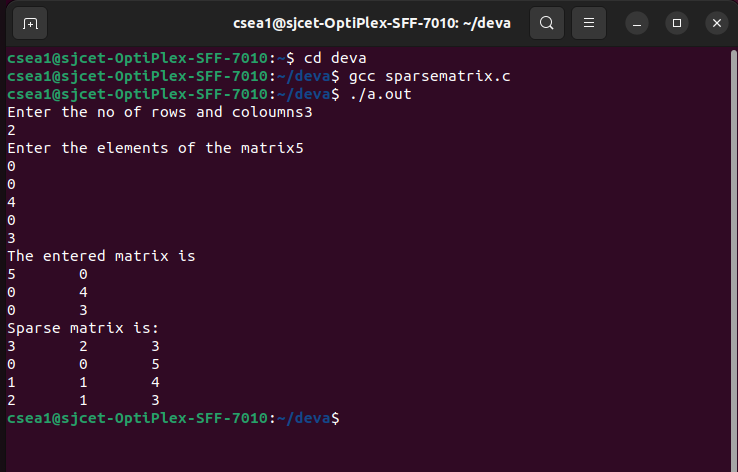 csea1@sjcet-OptiPlex-SFF-7010: ~/deva
csea1@sjcet-OptiPlex-SFF-7010:~$ cd deva
csea1@sjcet-OptiPlex-SFF-7010:~/deva$ gcc sparsematrix.c
csea1@sjcet-OptiPlex-SFF-7010:~/deva$ ./a.out
Enter the no of rows and coloumns3
2
Enter the elements of the matrix5
0
0
4
0
3
The entered matrix is
5 0
0 4
0 3
Sparse matrix is:
3 2 3
0 0 5
1 1 4
2 1 3
csea1@sjcet-OptiPlex-SFF-7010:~/deva$